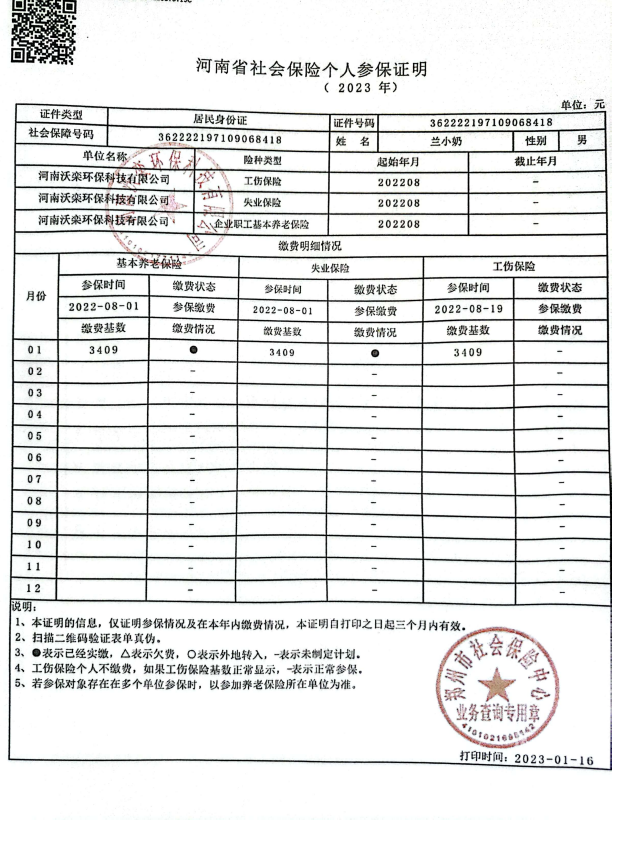 河南省社会保险个人参保证明
（ 2023 年）
单位：元
证件类型 居民身份证 证件号码 362222197109068418
社会保障号码 362222197109068418 姓 名 兰小奶 性别 男
单位名称 险种类型 起始年月 截止年月
河南沃栾环保科技有限公司 工伤保险 202208 -
河南沃栾环保科技有限公司 失业保险 202208 -
河南沃栾环保科技有限公司 企业职工基本养老保险 202208 -
缴费明细情况
月份 基本养老保险 失业保险 工伤保险
参保时间 缴费状态 参保时间 缴费状态 参保时间 缴费状态
2022-08-01 参保缴费 2022-08-01 参保缴费 2022-08-19 参保缴费
缴费基数 缴费情况 缴费基数 缴费情况 缴费基数 缴费情况
01 3409 ● 3409 ● 3409 -
02 - - -
03 - - -
04 - - -
05 - - -
06 - - -
07 - - -
08 - - -
09 - - -
10 - - -
11 - - -
12 - - -
说明：
1、本证明的信息，仅证明参保情况及在本年内缴费情况，本证明自打印之日起三个月内有效。
2、扫描二维码验证表单真伪。
3、●表示已经实缴，△表示欠费，○表示外地转入，-表示未制定计划。
4、工伤保险个人不缴费，如果工伤保险基数正常显示，-表示正常参保。
5、若参保对象存在在多个单位参保时，以参加养老保险所在单位为准。
郑州市社会保险中心
业务查询专用章
打印时间：2023-01-16